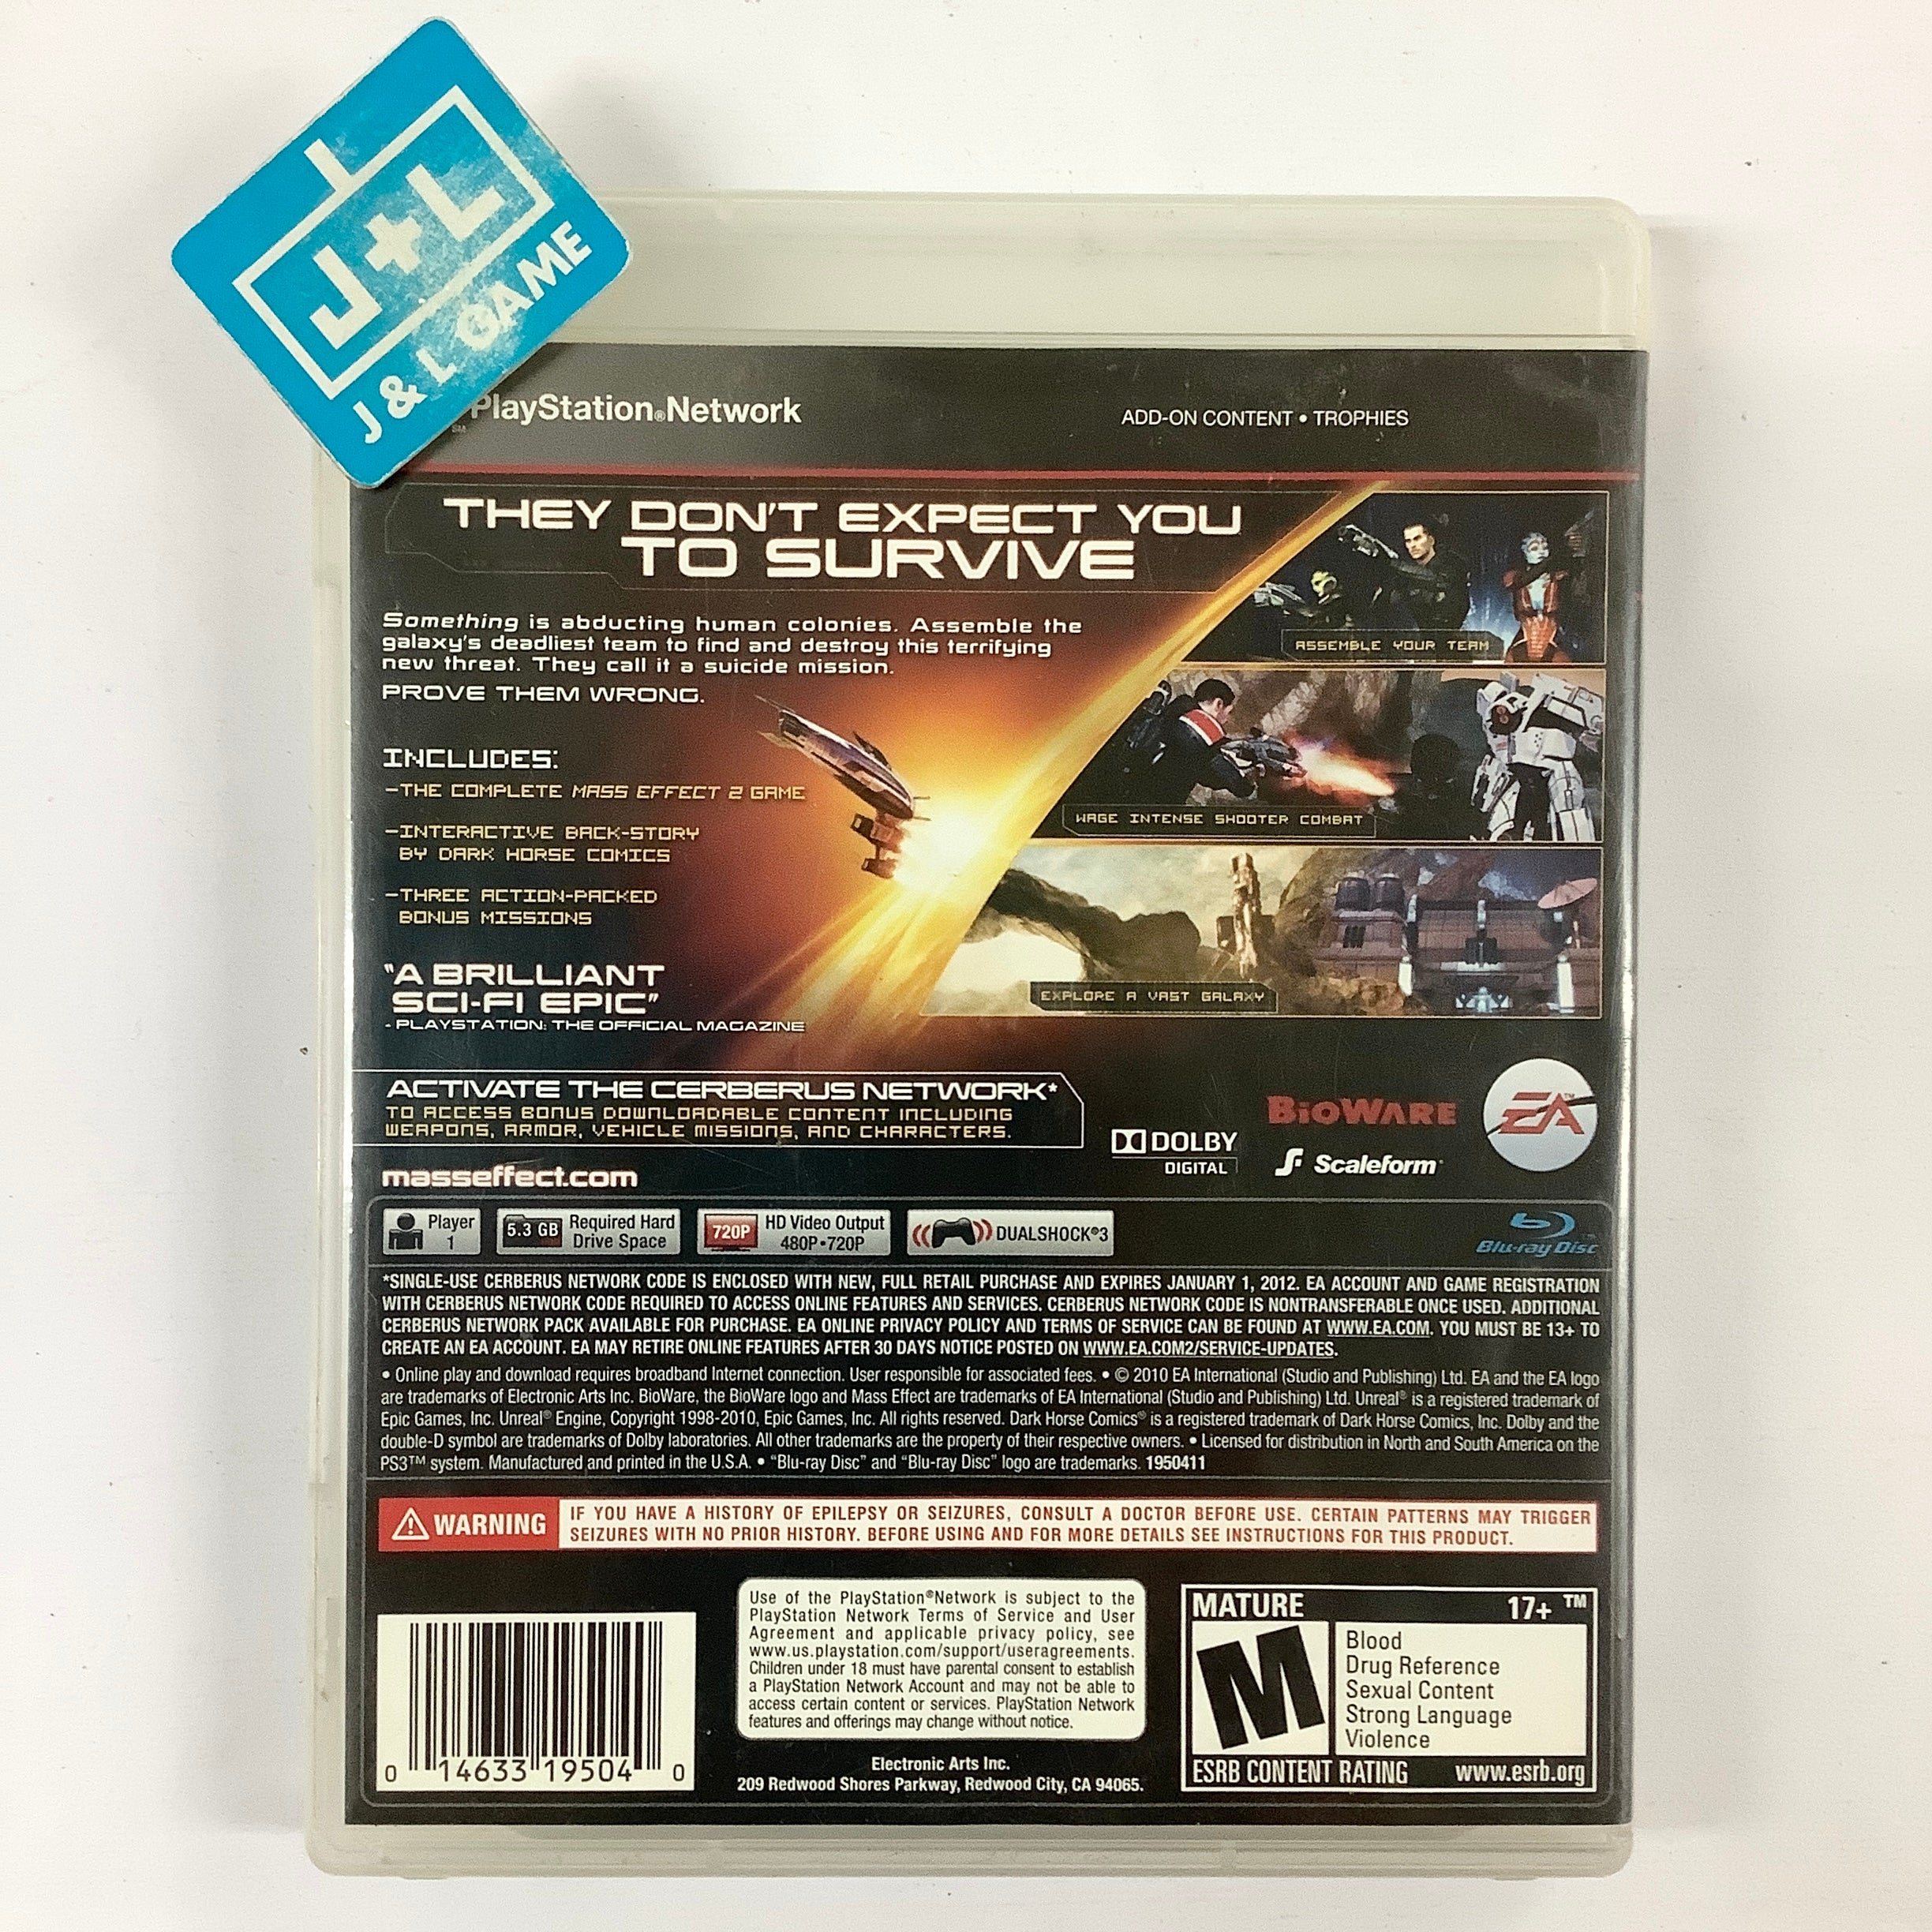 J+L
J & L GAME
PlayStation®Network
SM
ADD-ON CONTENT • TROPHIES
THEY DON'T EXPECT YOU
TO SURVIVE
Something is abducting human colonies. Assemble the
galaxy's deadliest team to find and destroy this terrifying
new threat. They call it a suicide mission.
PROVE THEM WRONG.
INCLUDES:
-THE COMPLETE MASS EFFECT 2 GAME
-INTERACTIVE BACK-STORY
BY DARK HORSE COMICS
-THREE ACTION-PACKED
BONUS MISSIONS
"A BRILLIANT
SCI-FI EPIC"
- PLAYSTATION: THE OFFICIAL MAGAZINE
ASSEMBLE YOUR TEAM
WAGE INTENSE SHOOTER COMBAT
EXPLORE A VAST GALAXY
ACTIVATE THE CERBERUS NETWORK*
TO ACCESS BONUS DOWNLOADABLE CONTENT INCLUDING
WEAPONS, ARMOR, VEHICLE MISSIONS, AND CHARACTERS.
masseffect.com
DOLBY
DIGITAL
BIOWARE
Scaleform
EA™
Player
1
5.3 GB Required Hard
Drive Space
720P HD Video Output
480P•720P
DUALSHOCK®3
Blu-ray Disc
*SINGLE-USE CERBERUS NETWORK CODE IS ENCLOSED WITH NEW, FULL RETAIL PURCHASE AND EXPIRES JANUARY 1, 2012. EA ACCOUNT AND GAME REGISTRATION
WITH CERBERUS NETWORK CODE REQUIRED TO ACCESS ONLINE FEATURES AND SERVICES. CERBERUS NETWORK CODE IS NONTRANSFERABLE ONCE USED. ADDITIONAL
CERBERUS NETWORK PACK AVAILABLE FOR PURCHASE. EA ONLINE PRIVACY POLICY AND TERMS OF SERVICE CAN BE FOUND AT WWW.EA.COM. YOU MUST BE 13+ TO
CREATE AN EA ACCOUNT. EA MAY RETIRE ONLINE FEATURES AFTER 30 DAYS NOTICE POSTED ON WWW.EA.COM2/SERVICE-UPDATES.
• Online play and download requires broadband Internet connection. User responsible for associated fees. • © 2010 EA International (Studio and Publishing) Ltd. EA and the EA logo
are trademarks of Electronic Arts Inc. BioWare, the BioWare logo and Mass Effect are trademarks of EA International (Studio and Publishing) Ltd. Unreal® is a registered trademark of
Epic Games, Inc. Unreal® Engine, Copyright 1998-2010, Epic Games, Inc. All rights reserved. Dark Horse Comics® is a registered trademark of Dark Horse Comics, Inc. Dolby and the
double-D symbol are trademarks of Dolby laboratories. All other trademarks are the property of their respective owners. • Licensed for distribution in North and South America on the
PS3™ system. Manufactured and printed in the U.S.A. • "Blu-ray Disc" and "Blu-ray Disc" logo are trademarks. 1950411
WARNING
IF YOU HAVE A HISTORY OF EPILEPSY OR SEIZURES, CONSULT A DOCTOR BEFORE USE. CERTAIN PATTERNS MAY TRIGGER
SEIZURES WITH NO PRIOR HISTORY. BEFORE USING AND FOR MORE DETAILS SEE INSTRUCTIONS FOR THIS PRODUCT.
0 14633 19504 0
Use of the PlayStation®Network is subject to the
PlayStation Network Terms of Service and User
Agreement and applicable privacy policy, see
www.us.playstation.com/support/useragreements.
Children under 18 must have parental consent to establish
a PlayStation Network Account and may not be able to
access certain content or services. PlayStation Network
features and offerings may change without notice.
Electronic Arts Inc.
209 Redwood Shores Parkway, Redwood City, CA 94065.
MATURE 17+ ™
M
Blood
Drug Reference
Sexual Content
Strong Language
Violence
ESRB CONTENT RATING www.esrb.org